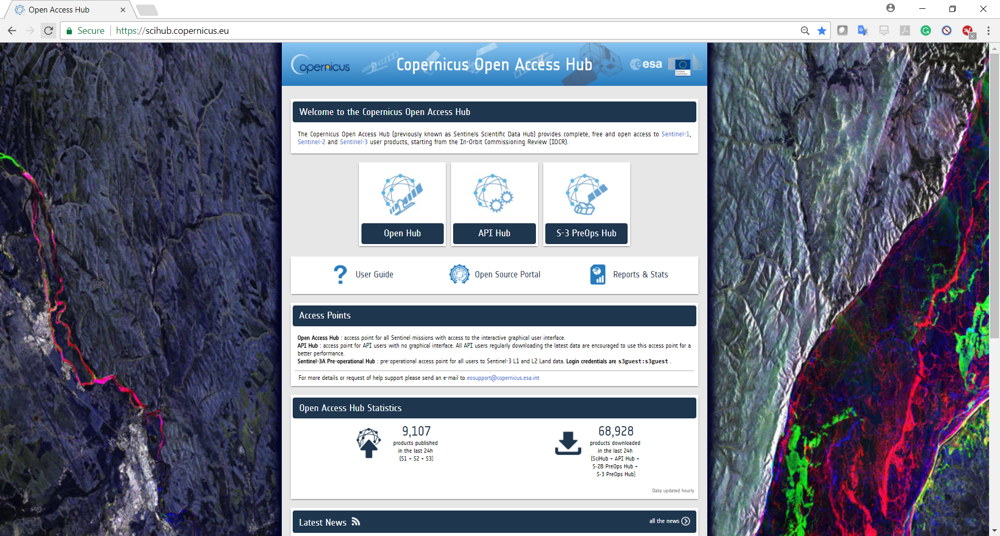 Open Access Hub
Secure
https://scihub.copernicus.eu
opernicus
Copernicus Open Access Hub
esa
European
Commission
Welcome to the Copernicus Open Access Hub
The Copernicus Open Access Hub (previously known as Sentinels Scientific Data Hub) provides complete, free and open access to Sentinel-1,
Sentinel-2 and Sentinel-3 user products, starting from the In-Orbit Commissioning Review (IOCR).
Open Hub
API Hub
S-3 PreOps Hub
User Guide
Open Source Portal
Reports & Stats
Access Points
Open Access Hub : access point for all Sentinel missions with access to the interactive graphical user interface.
API Hub : access point for API users with no graphical interface. All API users regularly downloading the latest data are encouraged to use this access point for a
better performance.
Sentinel-3A Pre-operational Hub : pre-operational access point for all users to Sentinel-3 L1 and L2 Land data. Login credentials are s3guest:s3guest .
For more details or request of help support please send an e-mail to eosupport@copernicus.esa.int
Open Access Hub Statistics
9,107
products published
in the last 24h
(S1 + S2 + S3)
68,928
products downloaded
in the last 24h
(SciHub + API Hub +
S-2B PreOps Hub +
S-3 PreOps Hub)
Data updated hourly
Latest News
all the news